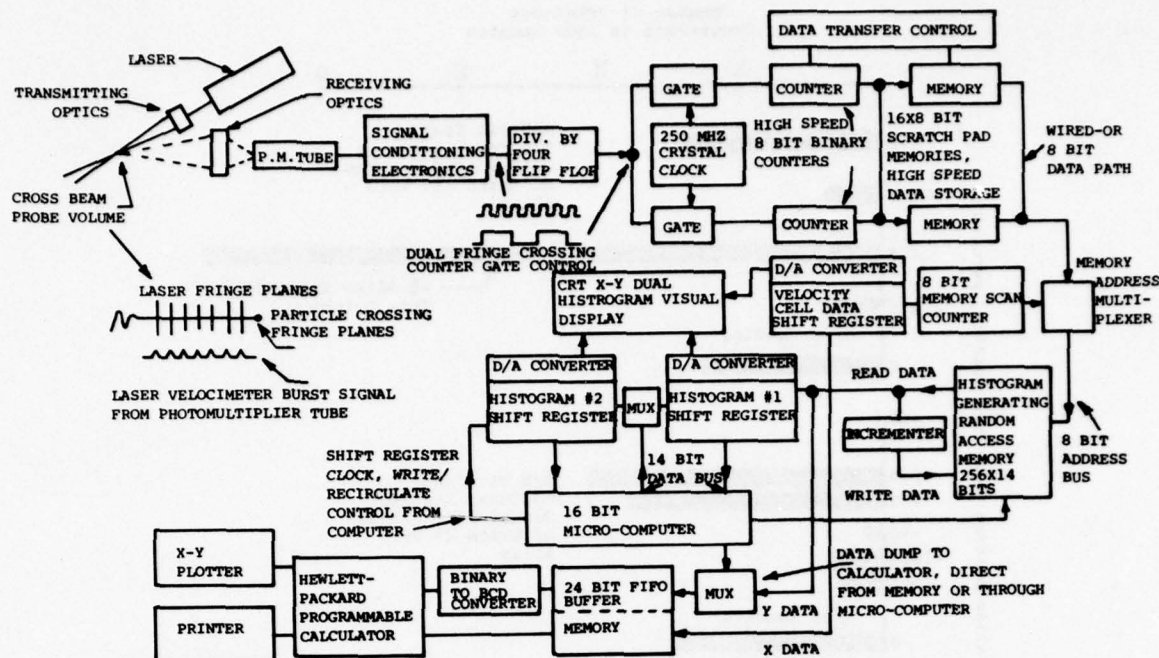 DATA TRANSFER CONTROL
LASER
TRANSMITTING
OPTICS
RECEIVING
OPTICS
P.M.TUBE
SIGNAL
CONDITIONING
ELECTRONICS
DIV. BY
FOUR
FLIP FLOP
GATE
250 MHZ
CRYSTAL
CLOCK
GATE
COUNTER
HIGH SPEED
8 BIT BINARY
COUNTERS
COUNTER
MEMORY
16X8 BIT
SCRATCH PAD
MEMORIES,
HIGH SPEED
DATA STORAGE
MEMORY
WIRED-OR
8 BIT
DATA PATH
CROSS BEAM
PROBE VOLUME
DUAL FRINGE CROSSING
COUNTER GATE CONTROL
LASER FRINGE PLANES
PARTICLE CROSSING
FRINGE PLANES
LASER VELOCIMETER BURST SIGNAL
FROM PHOTOMULTIPLIER TUBE
CRT X-Y DUAL
HISTROGRAM VISUAL
DISPLAY
D/A CONVERTER
VELOCITY
CELL DATA
SHIFT REGISTER
8 BIT
MEMORY SCAN
COUNTER
MEMORY
ADDRESS
MULTI-
PLEXER
D/A CONVERTER
HISTOGRAM #2
SHIFT REGISTER
MUX
D/A CONVERTER
HISTOGRAM #1
SHIFT REGISTER
READ DATA
INCREMENTER
WRITE DATA
HISTOGRAM
GENERATING
RANDOM
ACCESS
MEMORY
256X14
BITS
8 BIT
ADDRESS
BUS
SHIFT REGISTER
CLOCK, WRITE/
RECIRCULATE
CONTROL FROM
COMPUTER
14 BIT
DATA BUS
16 BIT
MICRO-COMPUTER
X-Y
PLOTTER
PRINTER
HEWLETT-
PACKARD
PROGRAMMABLE
CALCULATOR
BINARY
TO BCD
CONVERTER
24 BIT FIFO
BUFFER
MEMORY
MUX
DATA DUMP TO
CALCULATOR, DIRECT
FROM MEMORY OR THROUGH
MICRO-COMPUTER
Y DATA
X DATA